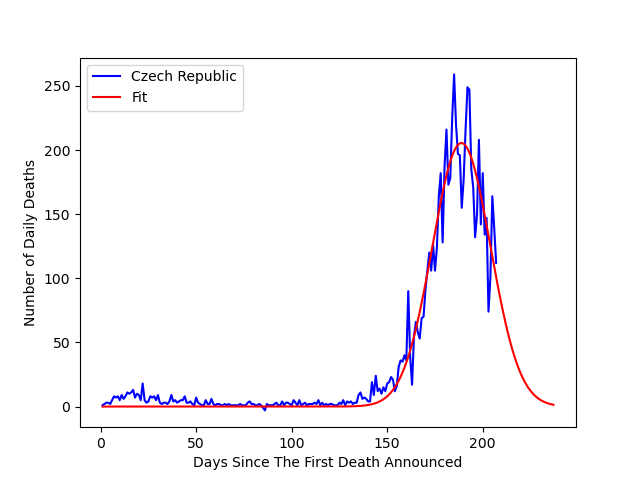 Czech Republic
Fit
250
200
150
100
50
0
Number of Daily Deaths
0 50 100 150 200
Days Since The First Death Announced